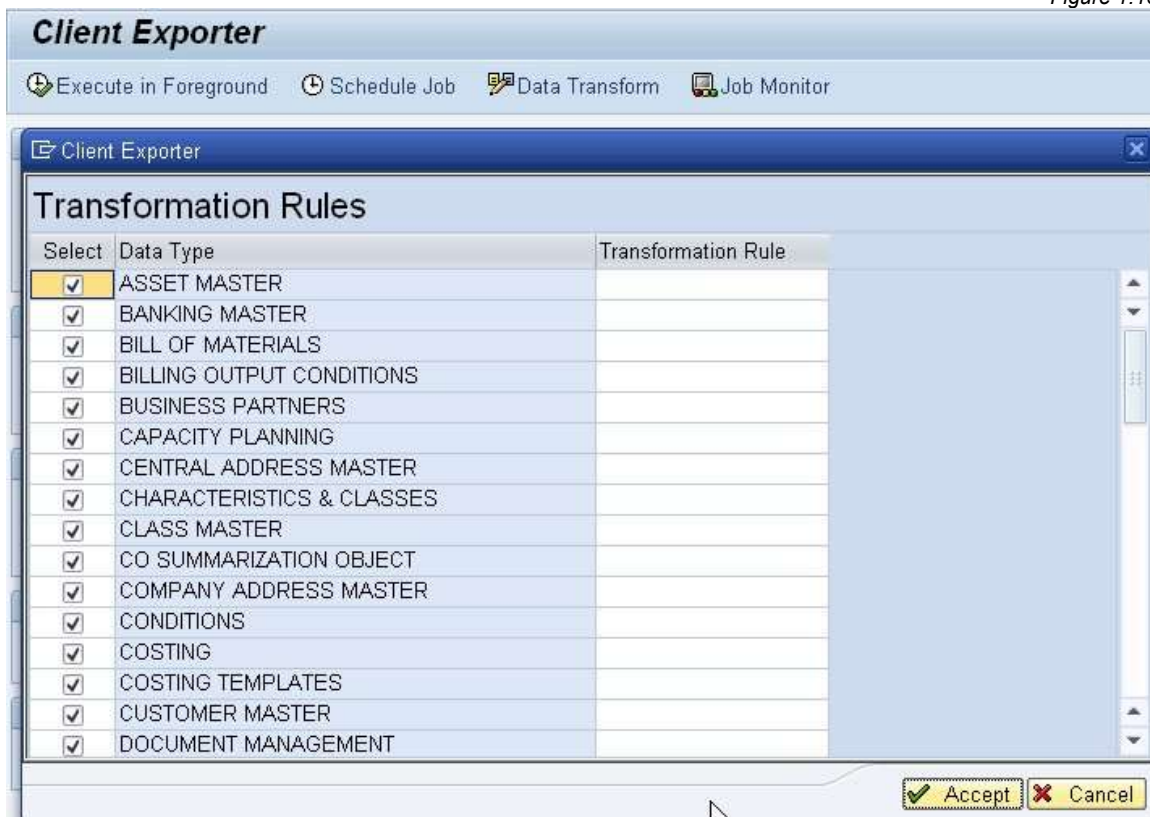 Client Exporter
Execute in Foreground Schedule Job Data Transform Job Monitor
Client Exporter
Transformation Rules
Select Data Type Transformation Rule
ASSET MASTER
BANKING MASTER
BILL OF MATERIALS
BILLING OUTPUT CONDITIONS
BUSINESS PARTNERS
CAPACITY PLANNING
CENTRAL ADDRESS MASTER
CHARACTERISTICS & CLASSES
CLASS MASTER
CO SUMMARIZATION OBJECT
COMPANY ADDRESS MASTER
CONDITIONS
COSTING
COSTING TEMPLATES
CUSTOMER MASTER
DOCUMENT MANAGEMENT
Accept Cancel